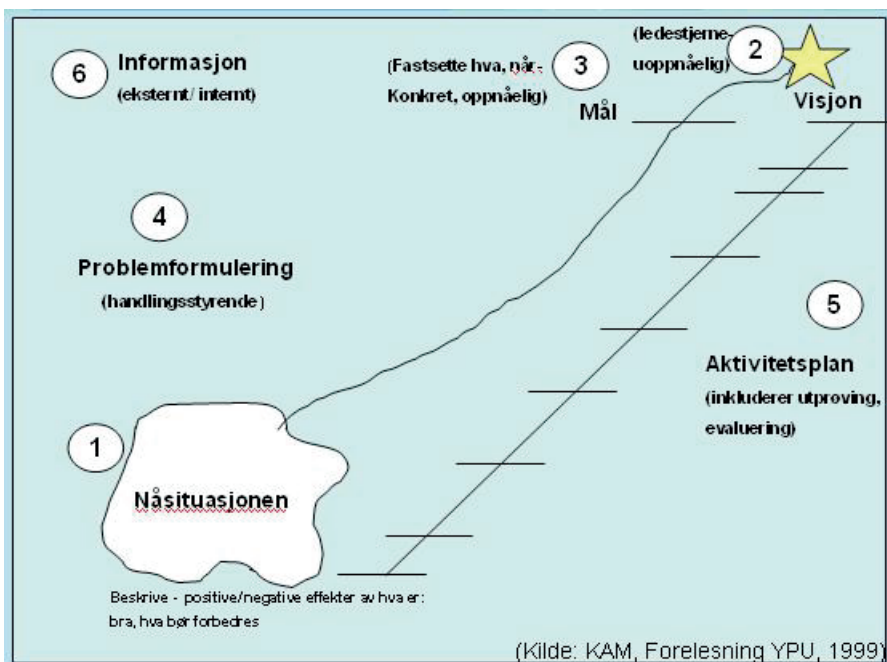 6
Informasjon
(eksternt/ internt)
(Fastsette hva, når-
Konkret, oppnåelig)
3
Mål
(ledestjerne-
uoppnåelig)
2
Visjon
4
Problemformulering
(handlingsstyrende)
5
Aktivitetsplan
(inkluderer utprøving,
evaluering)
1
Nåsituasjonen
Beskrive - positive/negative effekter av hva er:
bra, hva bør forbedres
(Kilde: KAM, Forelesning YPU, 1999)